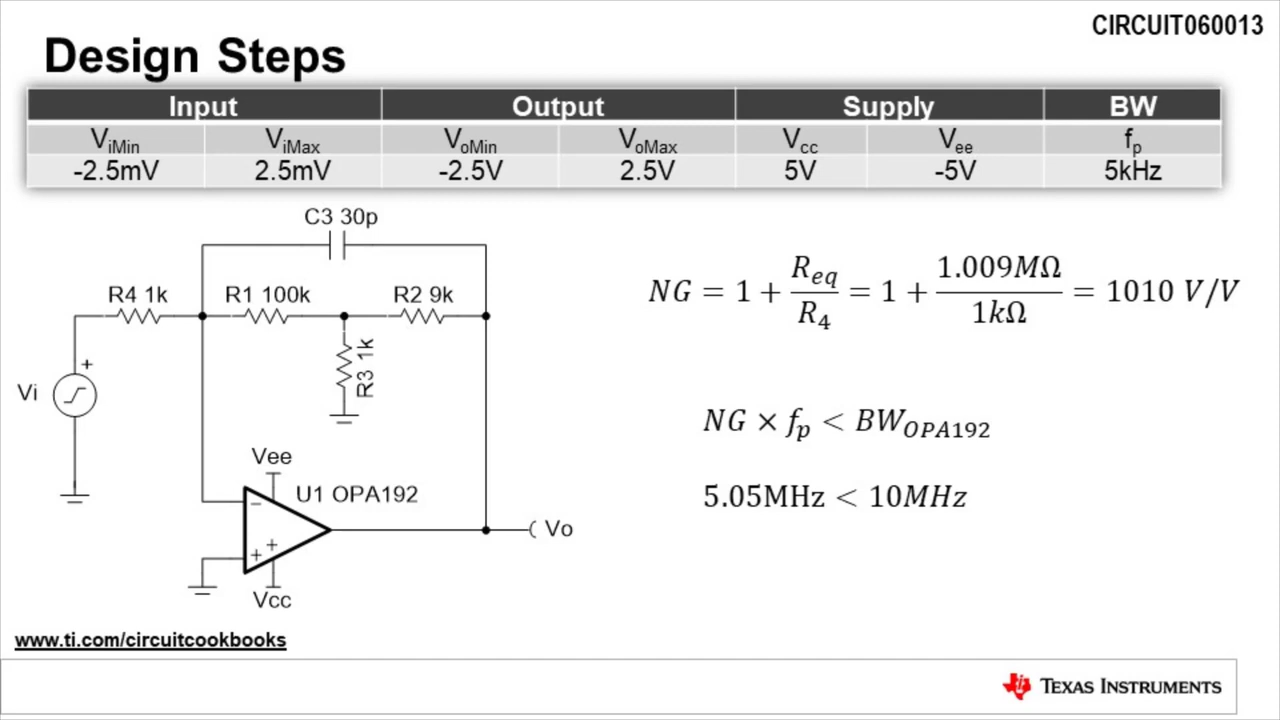 CIRCUIT060013
Design Steps
Input Output Supply BW
ViMin ViMax VoMin VoMax Vcc Vee fp
-2.5mV 2.5mV -2.5V 2.5V 5V -5V 5kHz
C3 30p
R4 1k R1 100k R2 9k
R3 1k
Vi +
Vee
U1 OPA192
−
+
+
Vo
Vcc
NG = 1 + Req/R4 = 1 + 1.009MΩ/1kΩ = 1010 V/V
NG × fp < BWOPA192
5.05MHz < 10MHz
www.ti.com/circuitcookbooks
TEXAS INSTRUMENTS